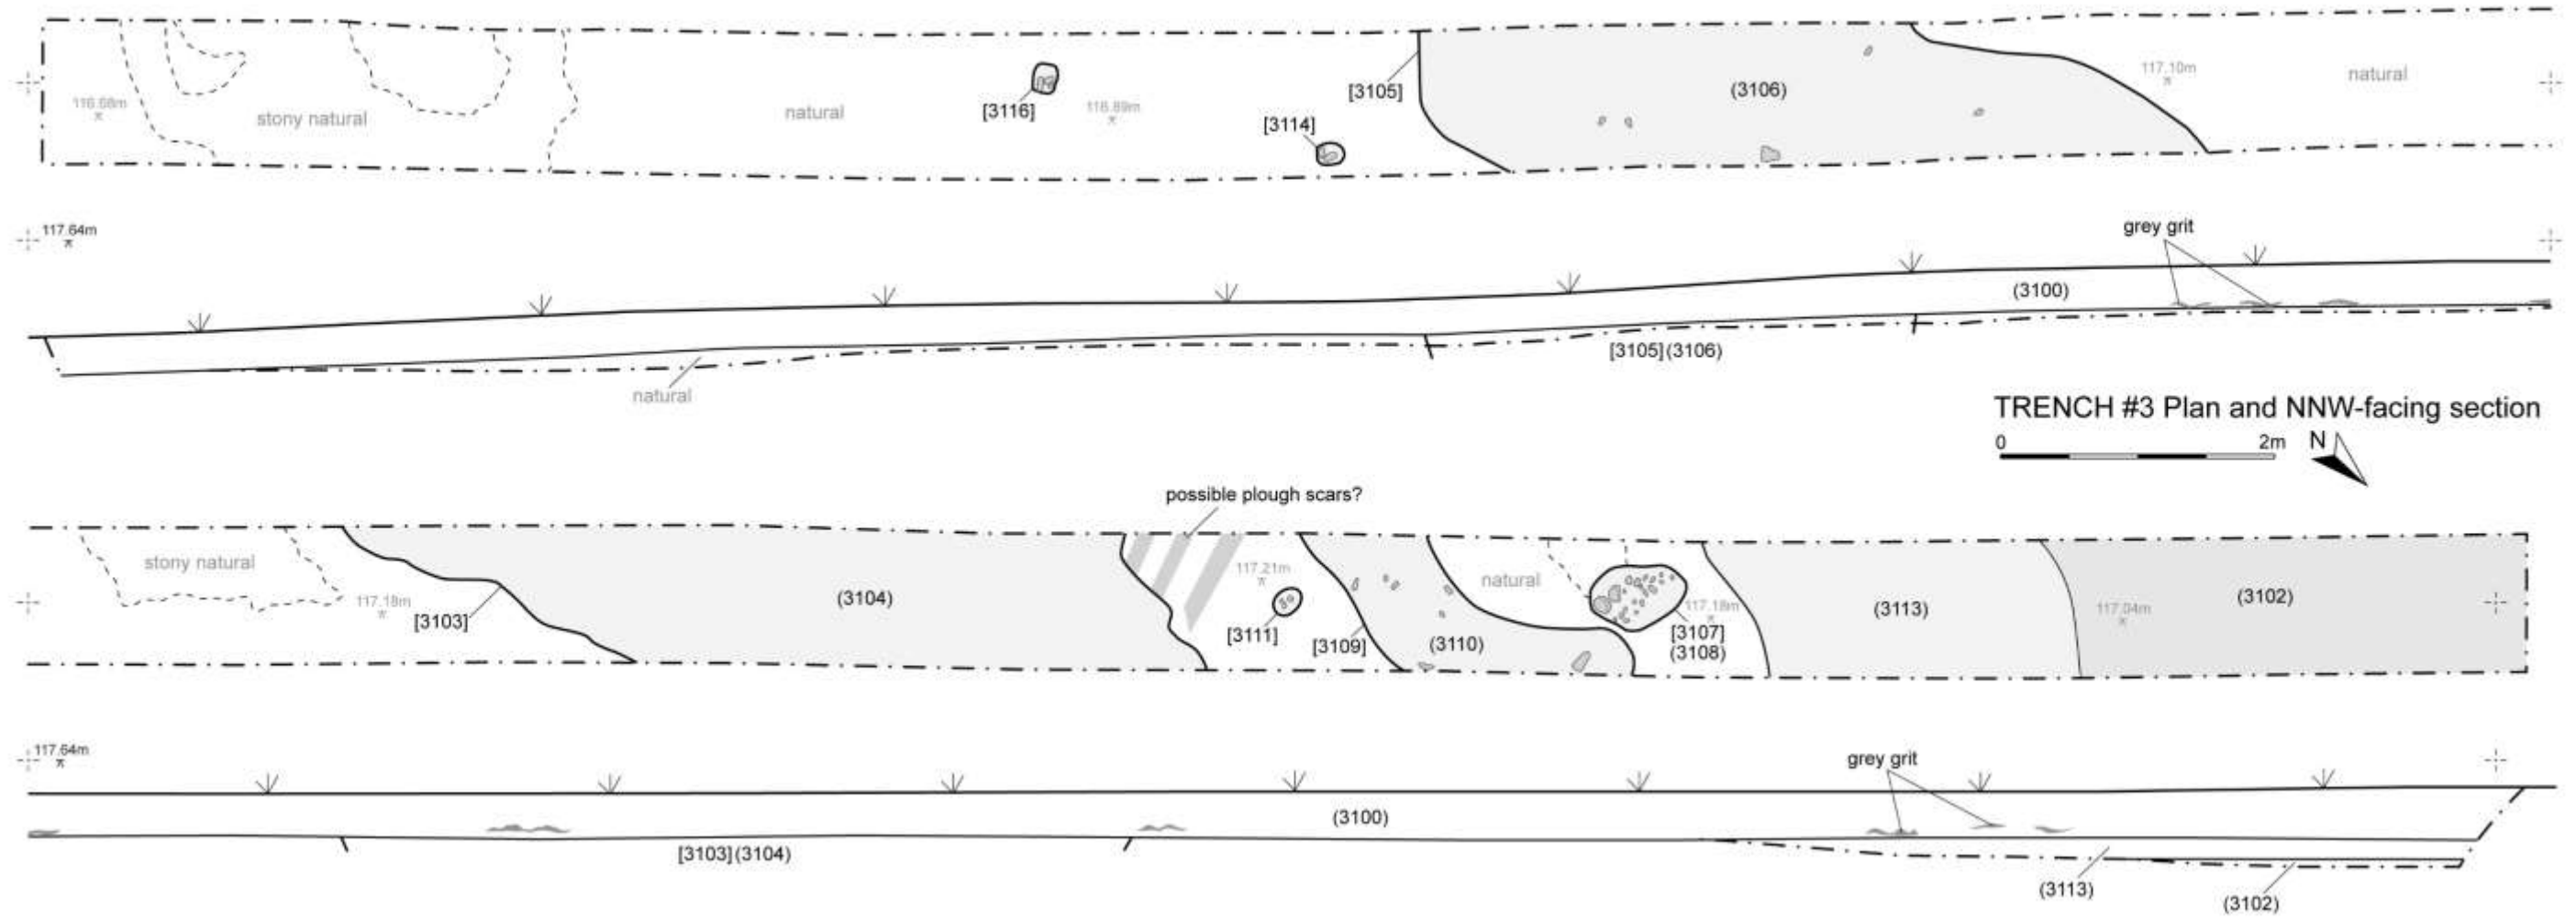 116.68m
stony natural
natural
[3116]
116.89m
[3114]
[3105]
(3106)
117.10m
natural
117.64m
grey grit
(3100)
[3105] (3106)
natural
TRENCH #3 Plan and NNW-facing section
0 2m N
possible plough scars?
stony natural
117.18m
[3103]
(3104)
117.21m
[3111]
[3109]
(3110)
natural
117.18m
[3107]
(3108)
(3113)
117.04m
(3102)
117.64m
grey grit
(3100)
[3103] (3104)
(3113)
(3102)